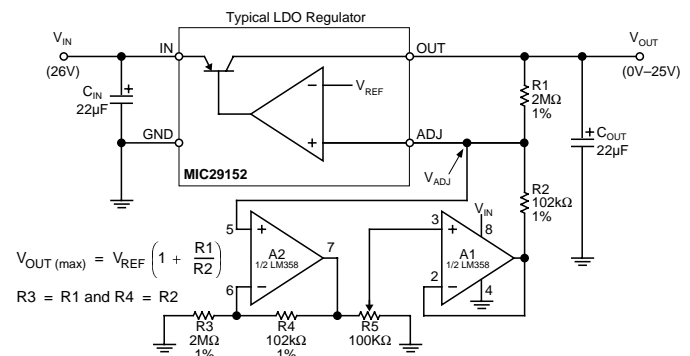 Typical LDO Regulator
V_IN
(26V)
IN
OUT
V_OUT
(0V–25V)
C_IN
22µF
+
−
V_REF
R1
2MΩ
1%
GND
+
ADJ
MIC29152
V_ADJ
+
C_OUT
22µF
R2
102kΩ
1%
V_IN
5
+
A2
1/2 LM358
7
6
−
3
+
8
A1
1/2 LM358
2
−
4
V_OUT (max) = V_REF (1 + R1/R2)
R3 = R1 and R4 = R2
R3
2MΩ
1%
R4
102kΩ
1%
R5
100KΩ